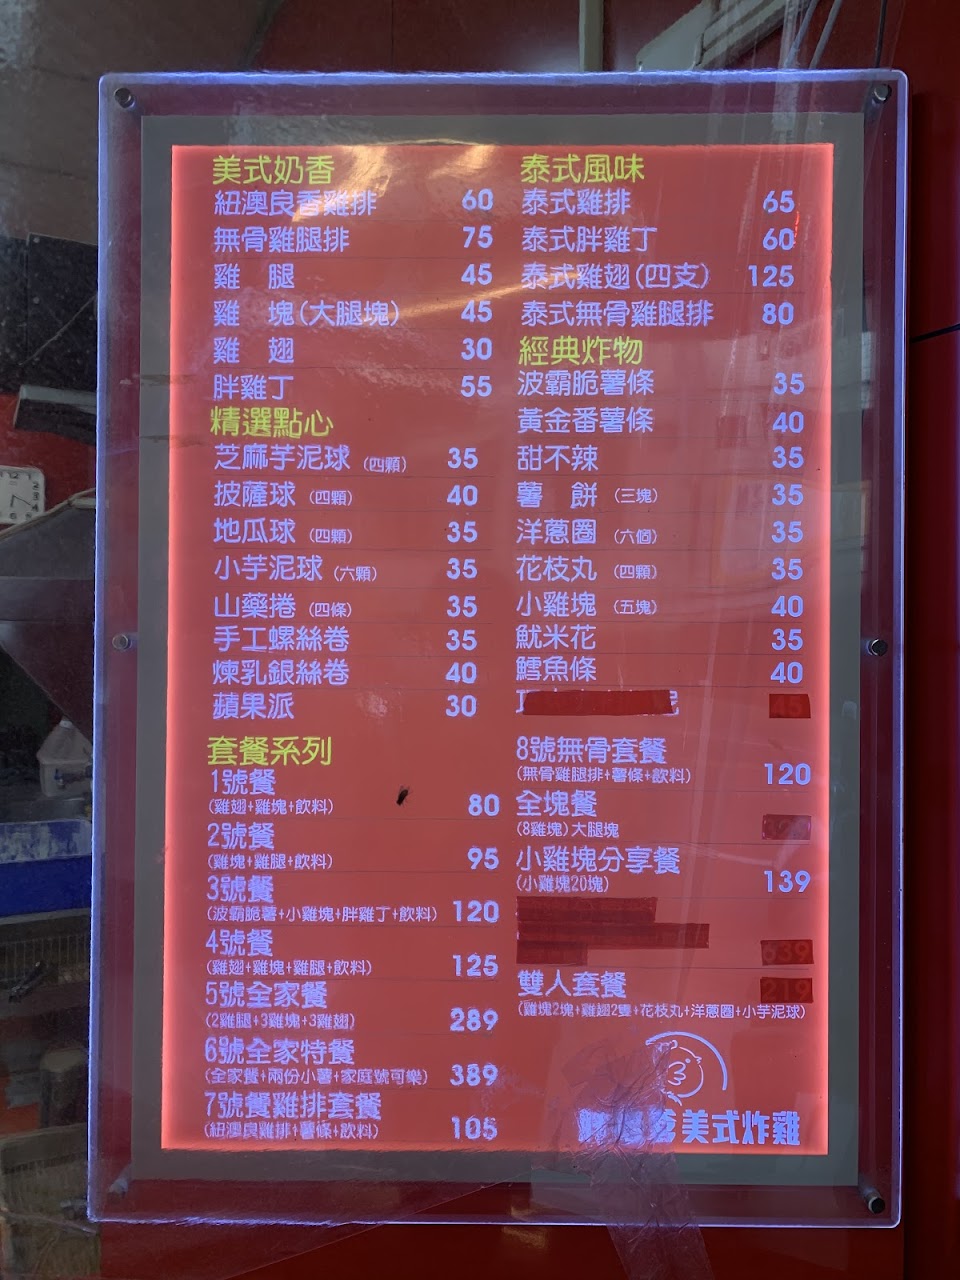 美式奶香
紐澳良香雞排 60
無骨雞腿排 75
雞 腿 45
雞 塊(大腿塊) 45
雞 翅 30
胖雞丁 55
精選點心
芝麻芋泥球 (四顆) 35
披薩球 (四顆) 40
地瓜球 (四顆) 35
小芋泥球 (六顆) 35
山藥捲 (四條) 35
手工螺絲卷 35
煉乳銀絲卷 40
蘋果派 30
套餐系列
1號餐
(雞翅+雞塊+飲料) 80
2號餐
(雞塊+雞腿+飲料) 95
3號餐
(波霸脆薯+小雞塊+胖雞丁+飲料) 120
4號餐
(雞翅+雞塊+雞腿+飲料) 125
5號全家餐
(2雞腿+3雞塊+3雞翅) 289
6號全家特餐
(全家餐+兩份小薯+家庭號可樂) 389
7號餐雞排套餐
(紐澳良雞排+薯條+飲料) 105
泰式風味
泰式雞排 65
泰式胖雞丁 60
泰式雞翅(四支) 125
泰式無骨雞腿排 80
經典炸物
波霸脆薯條 35
黃金番薯條 40
甜不辣 35
薯 餅 (三塊) 35
洋蔥圈 (六個) 35
花枝丸 (四顆) 35
小雞塊 (五塊) 40
魷米花 35
鱈魚條 40
45
8號無骨套餐
(無骨雞腿排+薯條+飲料) 120
全塊餐
(8雞塊)大腿塊
小雞塊分享餐
(小雞塊20塊) 139
639
雙人套餐 219
(雞塊2塊+雞翅2隻+花枝丸+洋蔥圈+小芋泥球)
美式炸雞